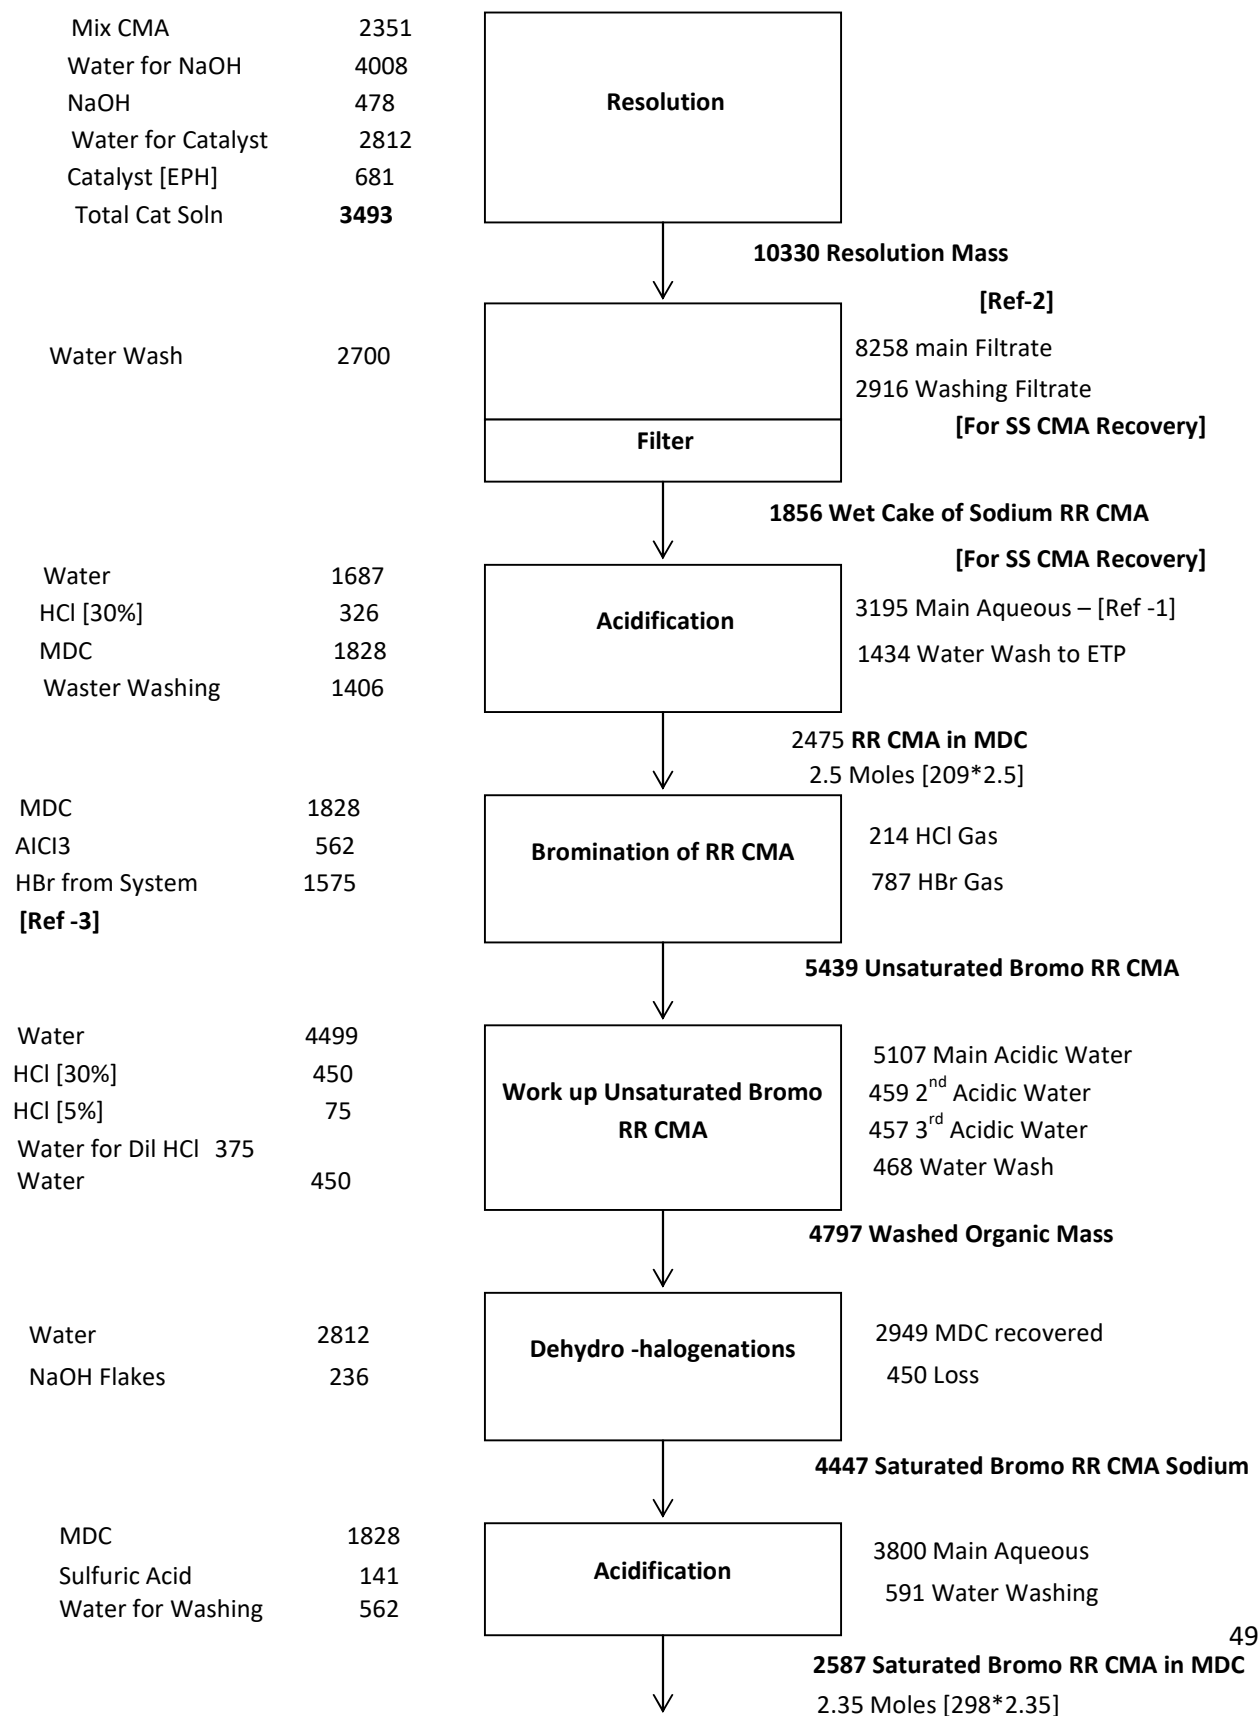 Mix CMA 2351
Water for NaOH 4008
NaOH 478
Water for Catalyst 2812
Catalyst [EPH] 681
Total Cat Soln 3493
Resolution
10330 Resolution Mass
[Ref-2]
Water Wash 2700
8258 main Filtrate
2916 Washing Filtrate
[For SS CMA Recovery]
Filter
1856 Wet Cake of Sodium RR CMA
[For SS CMA Recovery]
Water 1687
HCl [30%] 326
MDC 1828
Waster Washing 1406
Acidification
3195 Main Aqueous – [Ref -1]
1434 Water Wash to ETP
2475 RR CMA in MDC
2.5 Moles [209*2.5]
MDC 1828
AlCl3 562
HBr from System 1575
[Ref -3]
Bromination of RR CMA
214 HCl Gas
787 HBr Gas
5439 Unsaturated Bromo RR CMA
Water 4499
HCl [30%] 450
HCl [5%] 75
Water for Dil HCl 375
Water 450
Work up Unsaturated Bromo
RR CMA
5107 Main Acidic Water
459 2nd Acidic Water
457 3rd Acidic Water
468 Water Wash
4797 Washed Organic Mass
Water 2812
NaOH Flakes 236
Dehydro -halogenations
2949 MDC recovered
450 Loss
4447 Saturated Bromo RR CMA Sodium
MDC 1828
Sulfuric Acid 141
Water for Washing 562
Acidification
3800 Main Aqueous
591 Water Washing
49
2587 Saturated Bromo RR CMA in MDC
2.35 Moles [298*2.35]